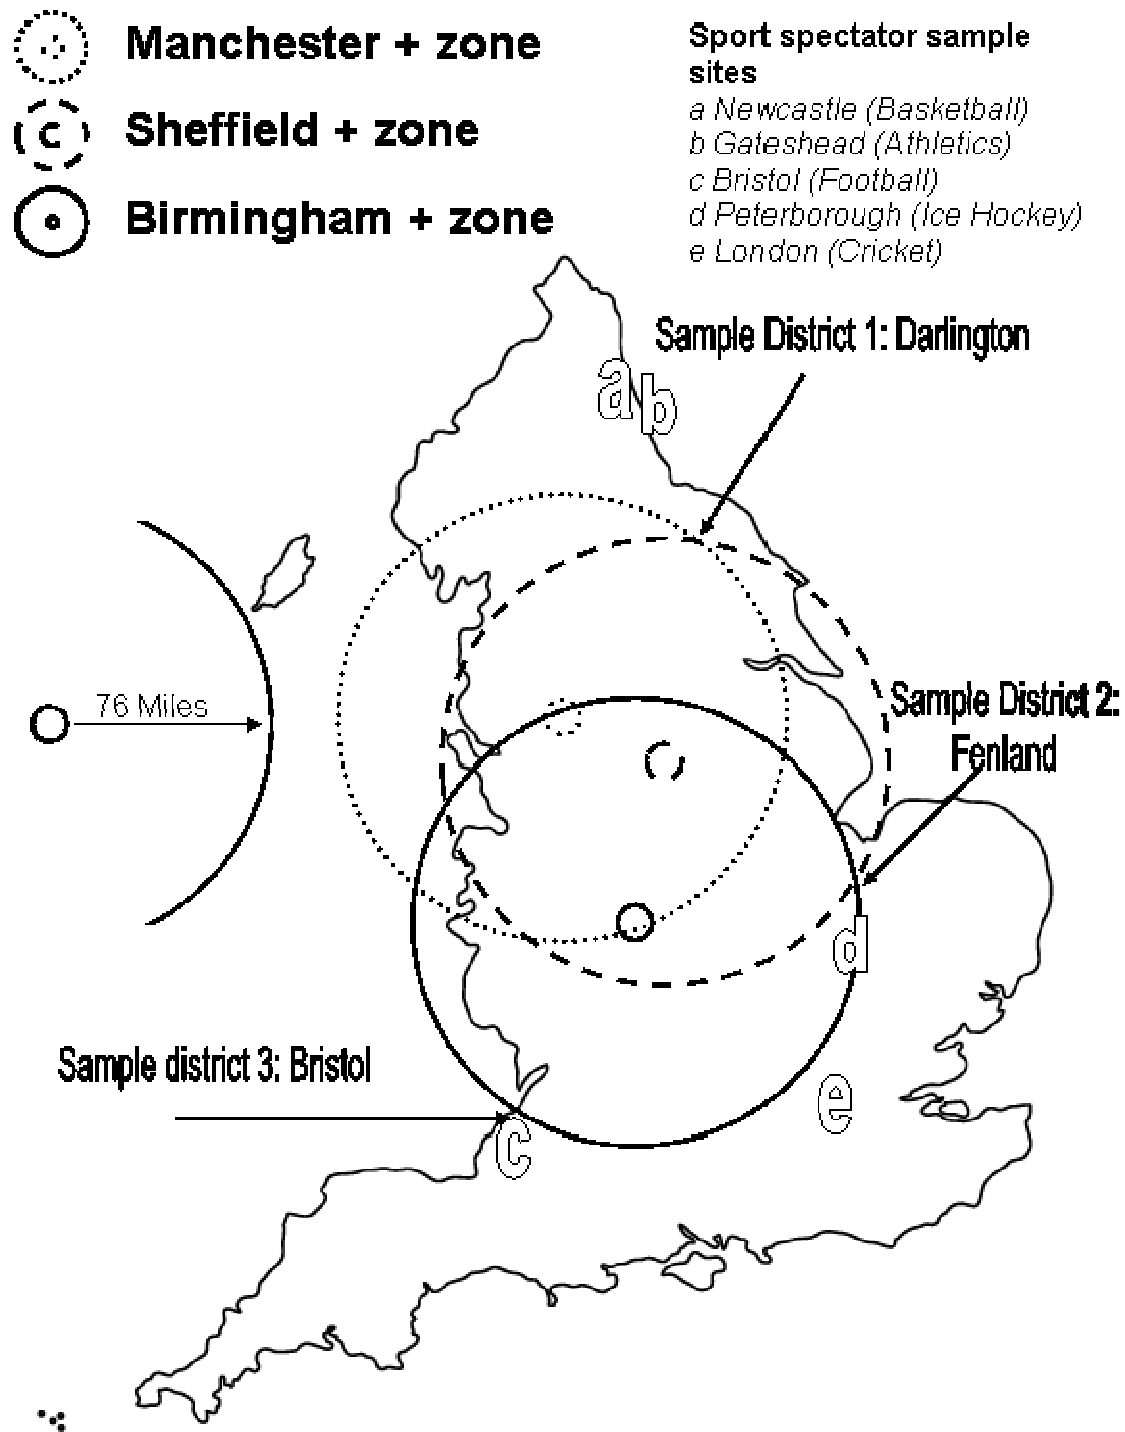 Manchester + zone
Sheffield + zone
Birmingham + zone
Sport spectator sample
sites
a Newcastle (Basketball)
b Gateshead (Athletics)
c Bristol (Football)
d Peterborough (Ice Hockey)
e London (Cricket)
Sample District 1: Darlington
a
b
76 Miles
Sample District 2:
Fenland
d
Sample district 3: Bristol
e
c